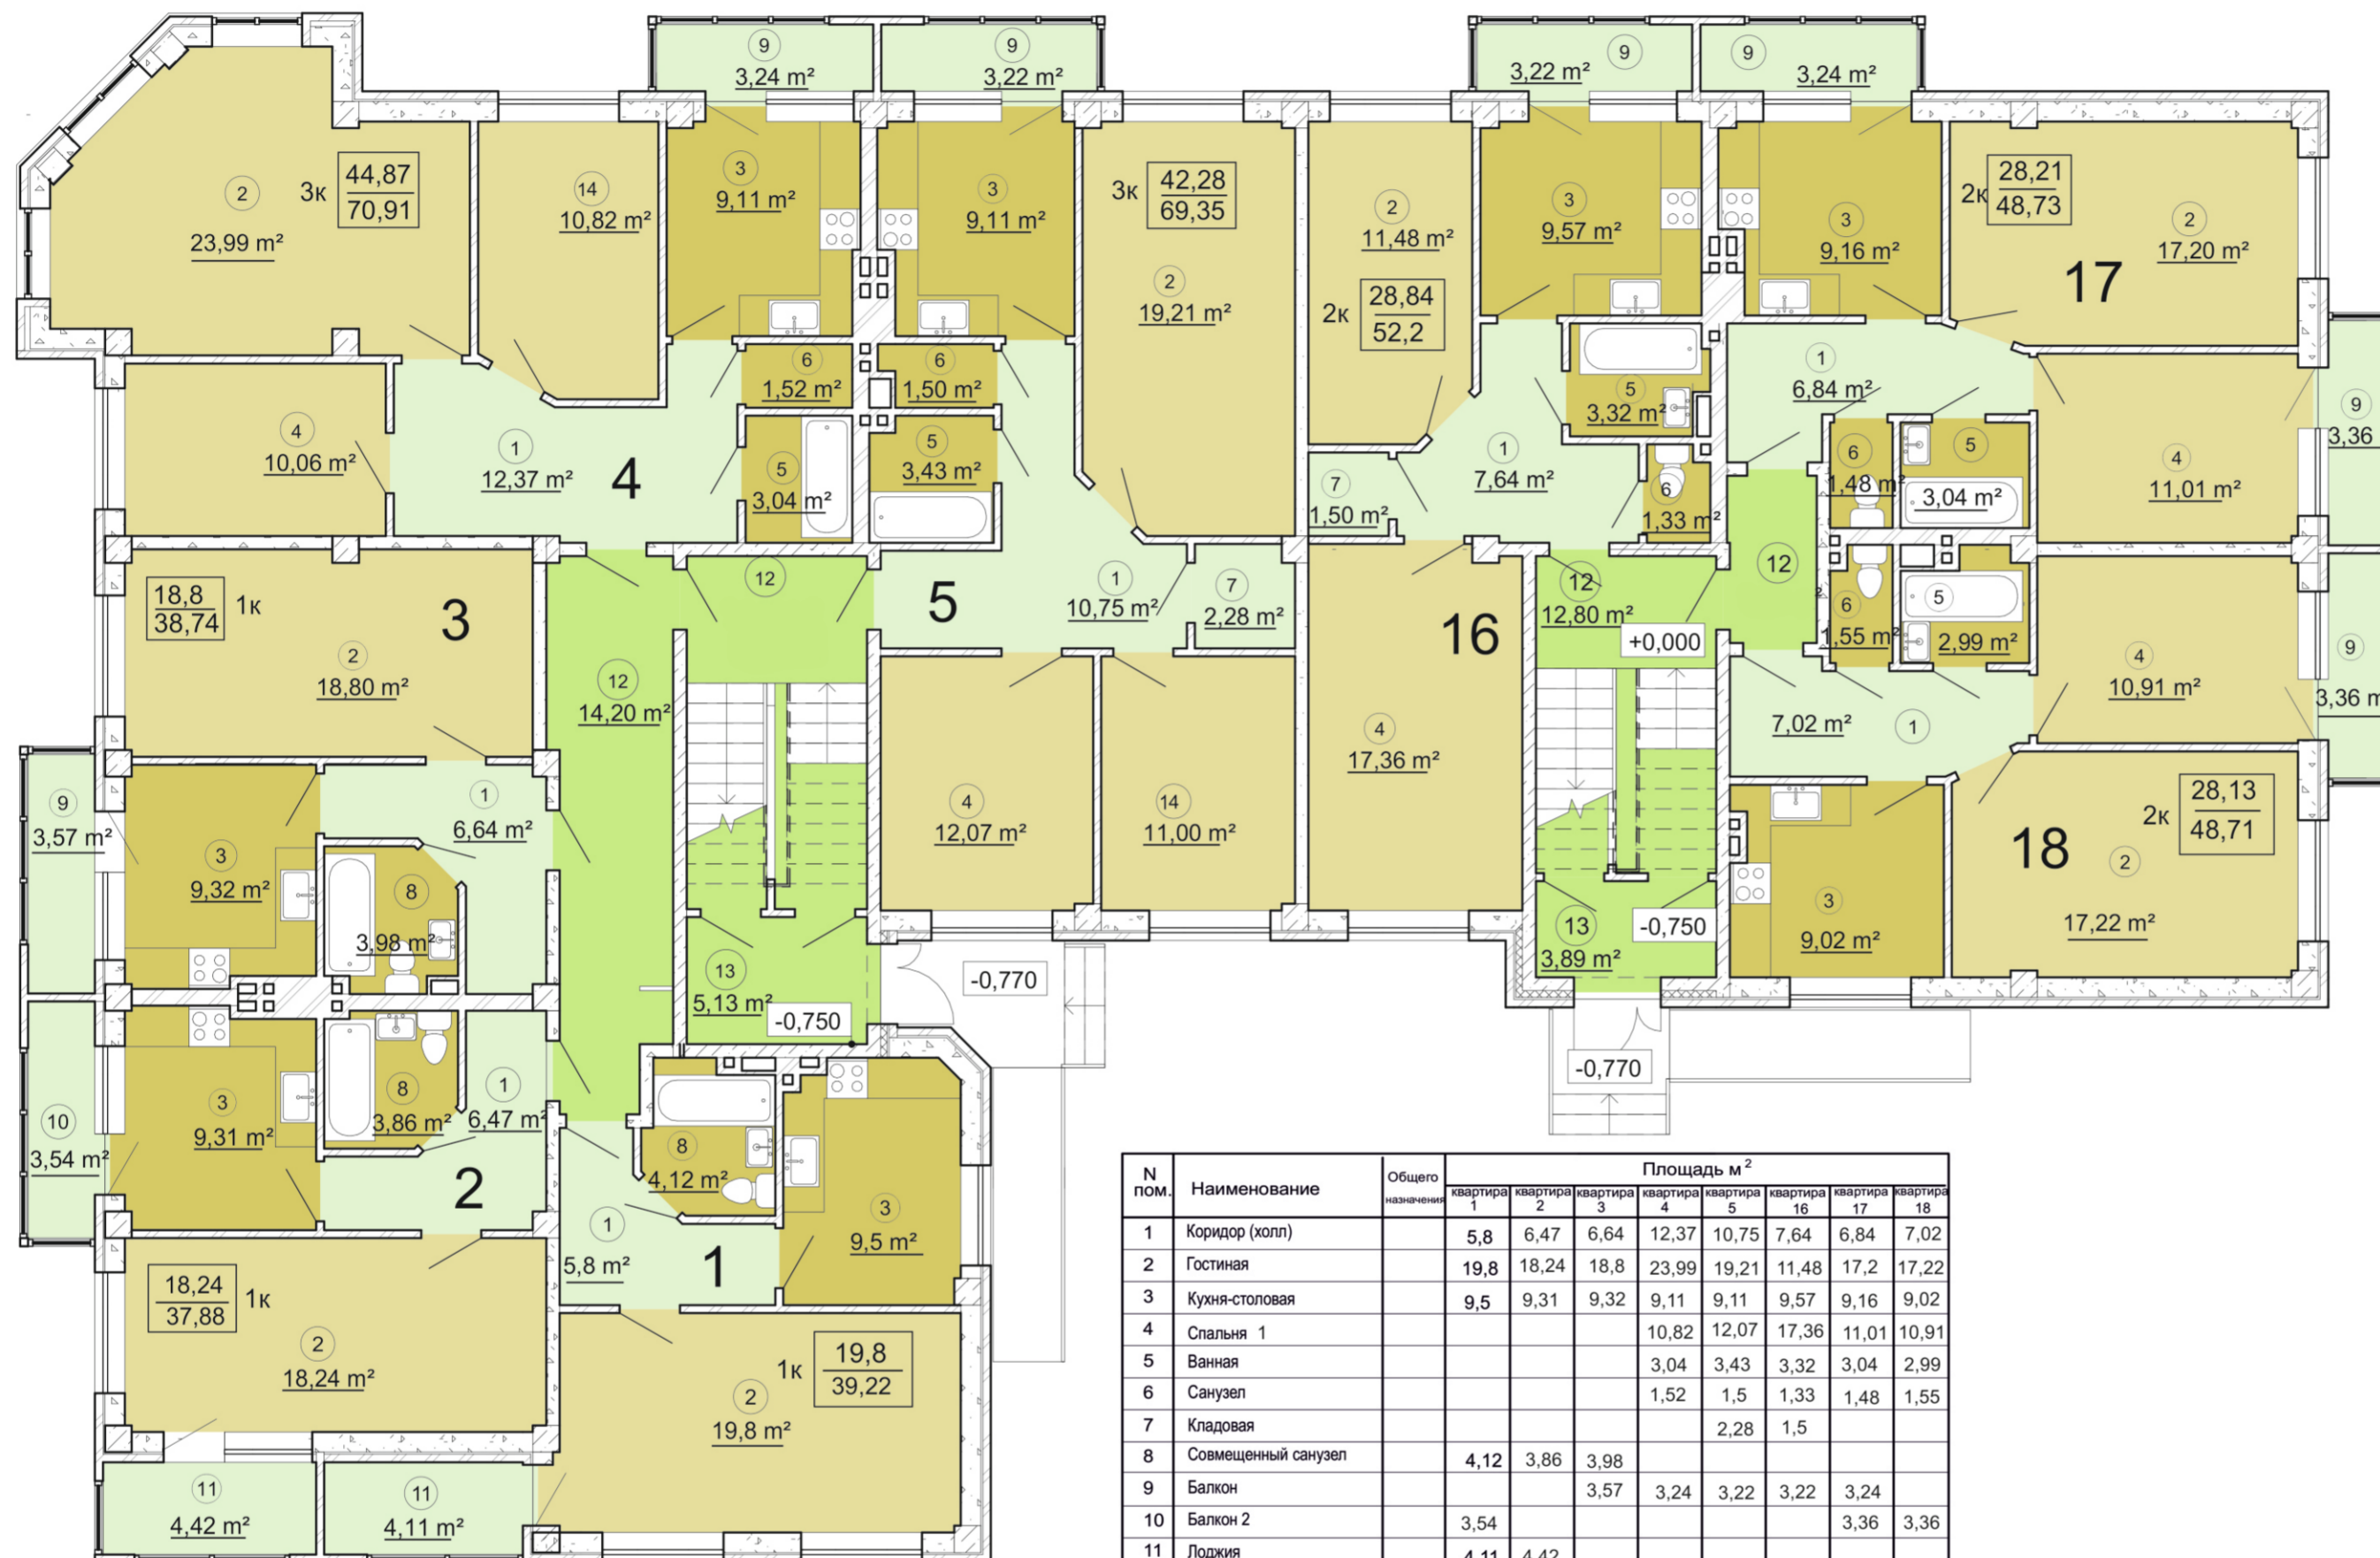 9
3,24 m²
9
3,22 m²
9
3,22 m²
9
3,24 m²
2
23,99 m²
3к
44,87
70,91
14
10,82 m²
3
9,11 m²
3
9,11 m²
3к
42,28
69,35
2
19,21 m²
2
11,48 m²
2к
28,84
52,2
3
9,57 m²
3
9,16 m²
2к
28,21
48,73
2
17,20 m²
17
6
1,52 m²
6
1,50 m²
5
3,32 m²
1
6,84 m²
9
3,36
4
10,06 m²
1
12,37 m²
4
5
3,04 m²
5
3,43 m²
7
1,50 m²
1
7,64 m²
6
1,33 m²
6
1,48 m²
5
3,04 m²
4
11,01 m²
18,8
38,74
1к
3
2
18,80 m²
12
12
14,20 m²
5
1
10,75 m²
7
2,28 m²
16
12
12,80 m²
+0,000
12
6
1,55 m²
5
2,99 m²
4
10,91 m²
9
3,36 m
4
17,36 m²
7,02 m²
1
9
3,57 m²
3
9,32 m²
1
6,64 m²
8
3,98 m²
4
12,07 m²
14
11,00 m²
2к
28,13
48,71
18
2
17,22 m²
3
9,02 m²
13
3,89 m²
-0,750
13
5,13 m²
-0,750
-0,770
-0,770
10
3,54 m²
3
9,31 m²
8
3,86 m²
1
6,47 m²
2
8
4,12 m²
3
9,5 m²
1
5,8 m²
1
18,24
37,88
1к
2
18,24 m²
1к
19,8
39,22
2
19,8 m²
11
4,42 m²
11
4,11 m²
N пом. Наименование Общего назначения Площадь м²
квартира 1 квартира 2 квартира 3 квартира 4 квартира 5 квартира 16 квартира 17 квартира 18
1 Коридор (холл) 5,8 6,47 6,64 12,37 10,75 7,64 6,84 7,02
2 Гостиная 19,8 18,24 18,8 23,99 19,21 11,48 17,2 17,22
3 Кухня-столовая 9,5 9,31 9,32 9,11 9,11 9,57 9,16 9,02
4 Спальня 1 10,82 12,07 17,36 11,01 10,91
5 Ванная 3,04 3,43 3,32 3,04 2,99
6 Санузел 1,52 1,5 1,33 1,48 1,55
7 Кладовая 2,28 1,5
8 Совмещенный санузел 4,12 3,86 3,98
9 Балкон 3,57 3,24 3,22 3,22 3,24
10 Балкон 2 3,54 3,36 3,36
11 Лоджия 4,11 4,42